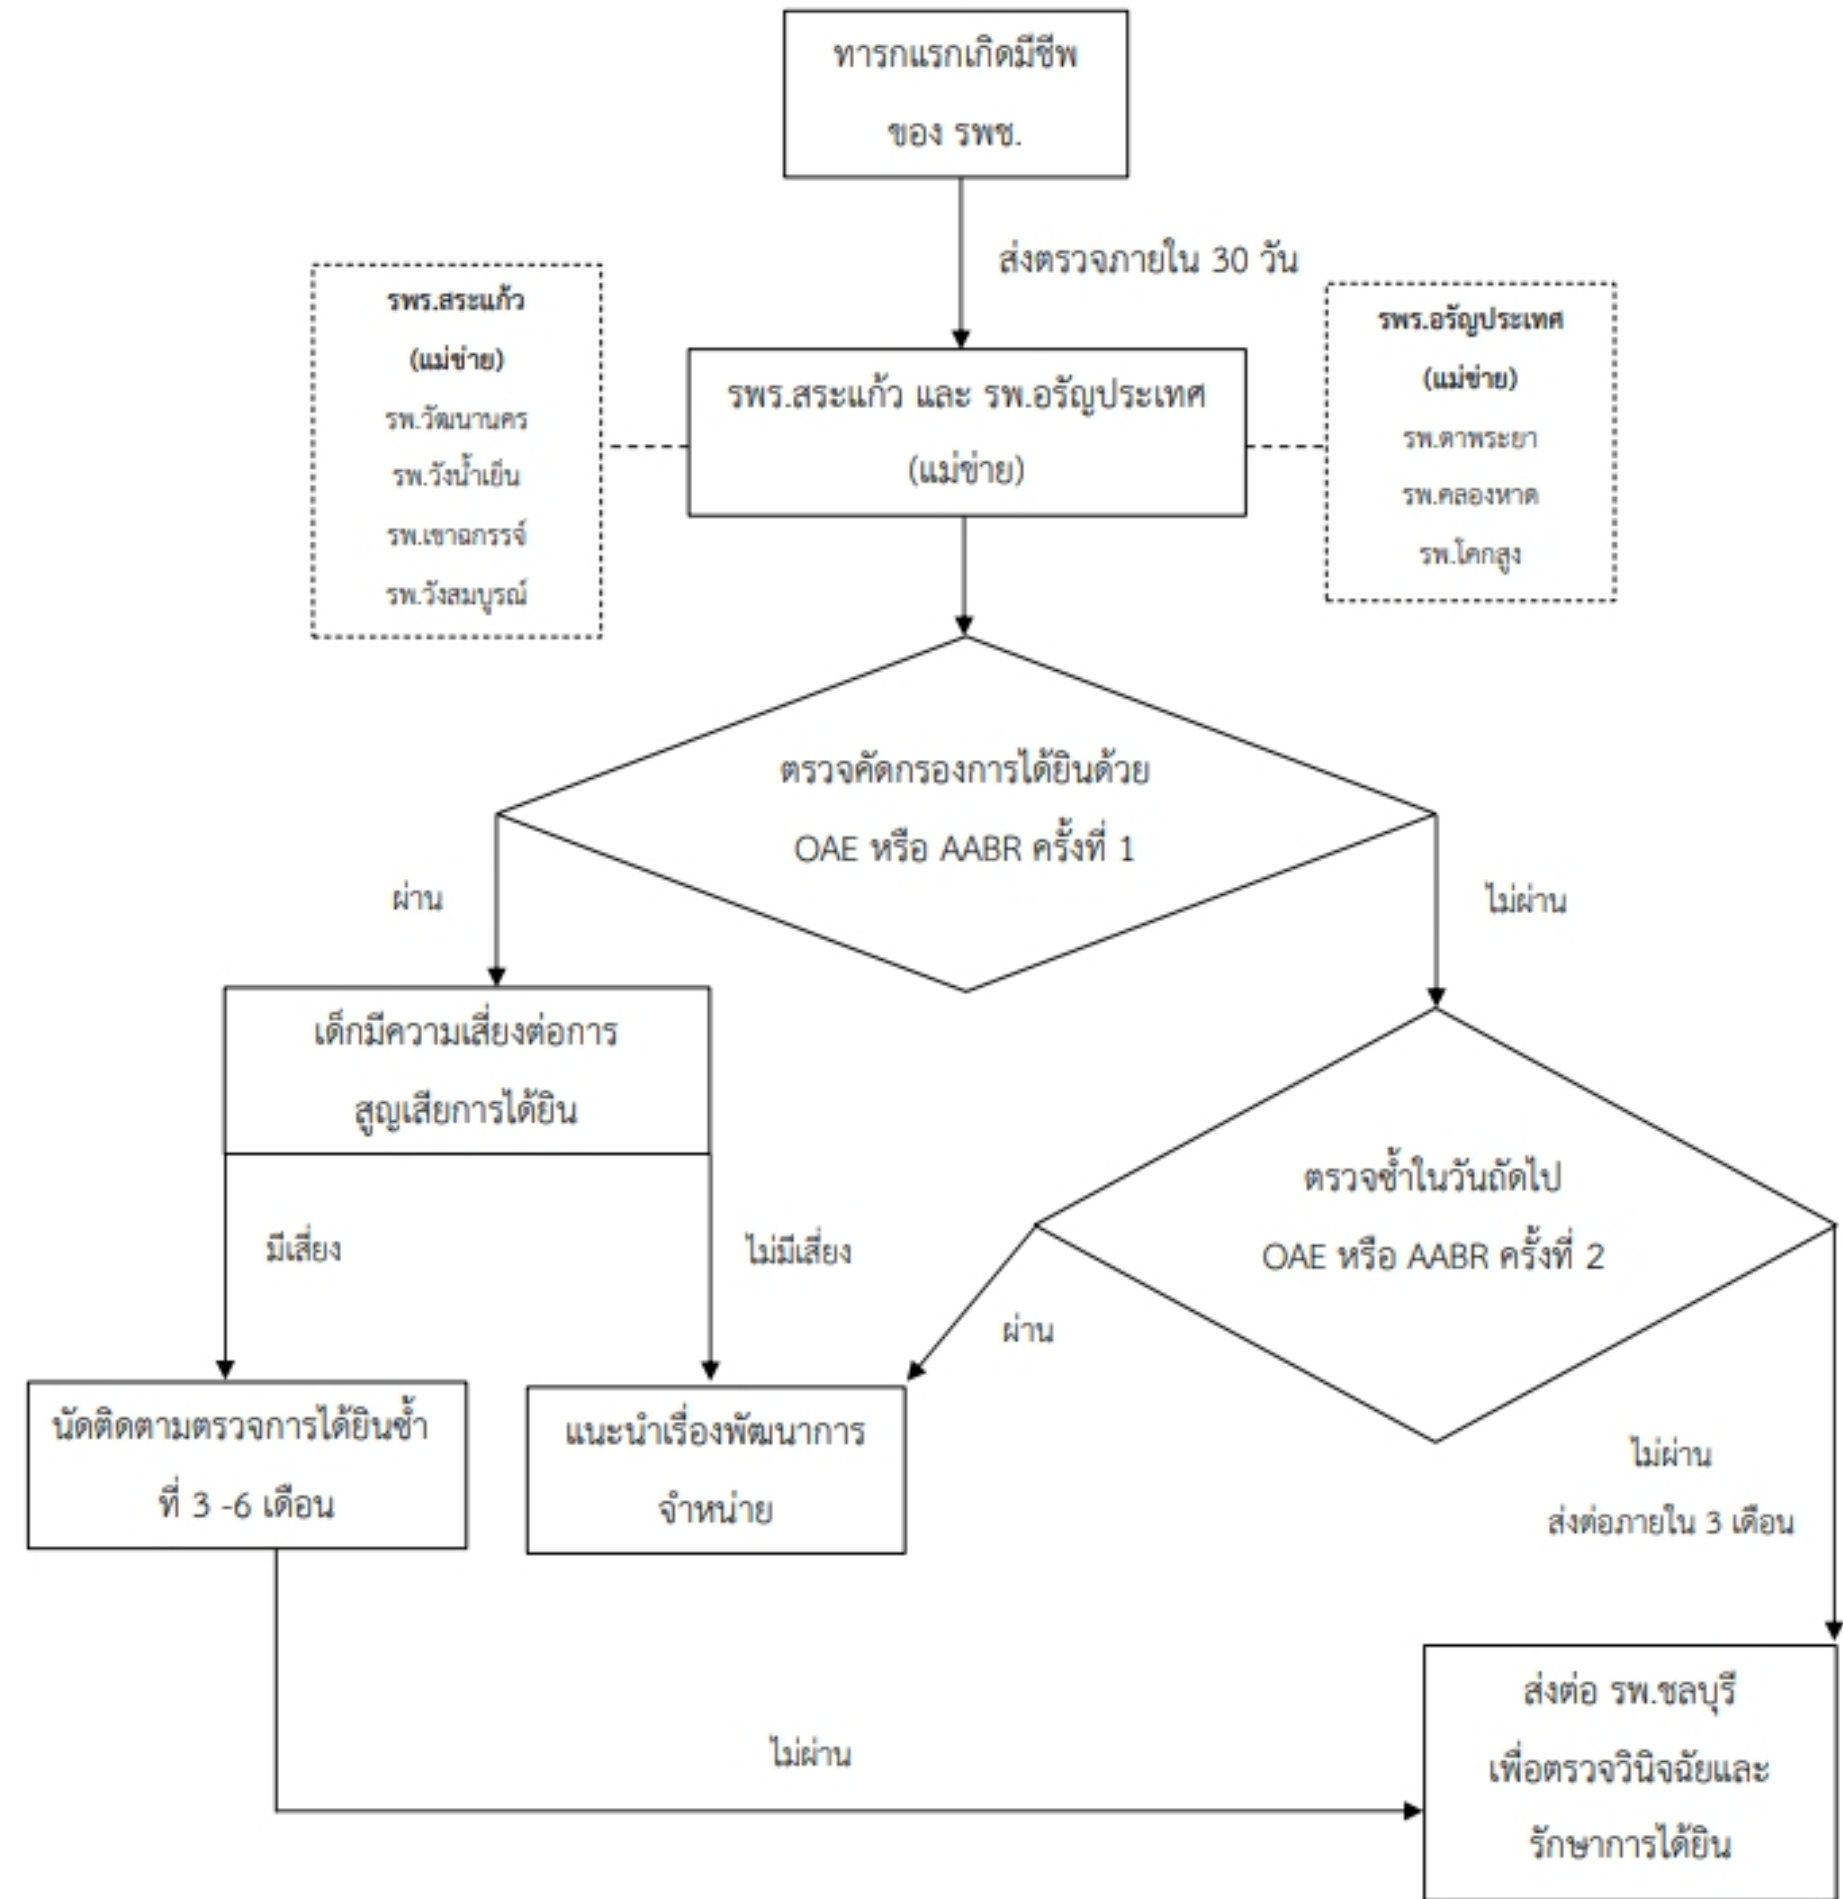 ทารกแรกเกิดมีชีพ
ของ รพช.
ส่งตรวจภายใน 30 วัน
รพร.สระแก้ว
(แม่ข่าย)
รพ.วัฒนานคร
รพ.วังน้ำเย็น
รพ.เขาฉกรรจ์
รพ.วังสมบูรณ์
รพร.สระแก้ว และ รพ.อรัญประเทศ
(แม่ข่าย)
รพร.อรัญประเทศ
(แม่ข่าย)
รพ.ตาพระยา
รพ.คลองหาด
รพ.โคกสูง
ตรวจคัดกรองการได้ยินด้วย
OAE หรือ AABR ครั้งที่ 1
ผ่าน
ไม่ผ่าน
เด็กมีความเสี่ยงต่อการ
สูญเสียการได้ยิน
ตรวจซ้ำในวันถัดไป
OAE หรือ AABR ครั้งที่ 2
มีเสี่ยง
ไม่มีเสี่ยง
ผ่าน
นัดติดตามตรวจการได้ยินซ้ำ
ที่ 3 -6 เดือน
แนะนำเรื่องพัฒนาการ
จำหน่าย
ไม่ผ่าน
ส่งต่อภายใน 3 เดือน
ไม่ผ่าน
ส่งต่อ รพ.ชลบุรี
เพื่อตรวจวินิจฉัยและ
รักษาการได้ยิน